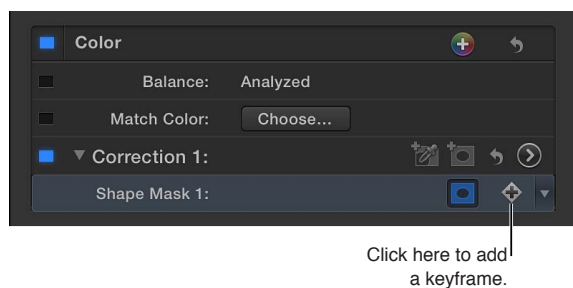 Color
Balance: Analyzed
Match Color: Choose...
Correction 1:
Shape Mask 1:
Click here to add
a keyframe.